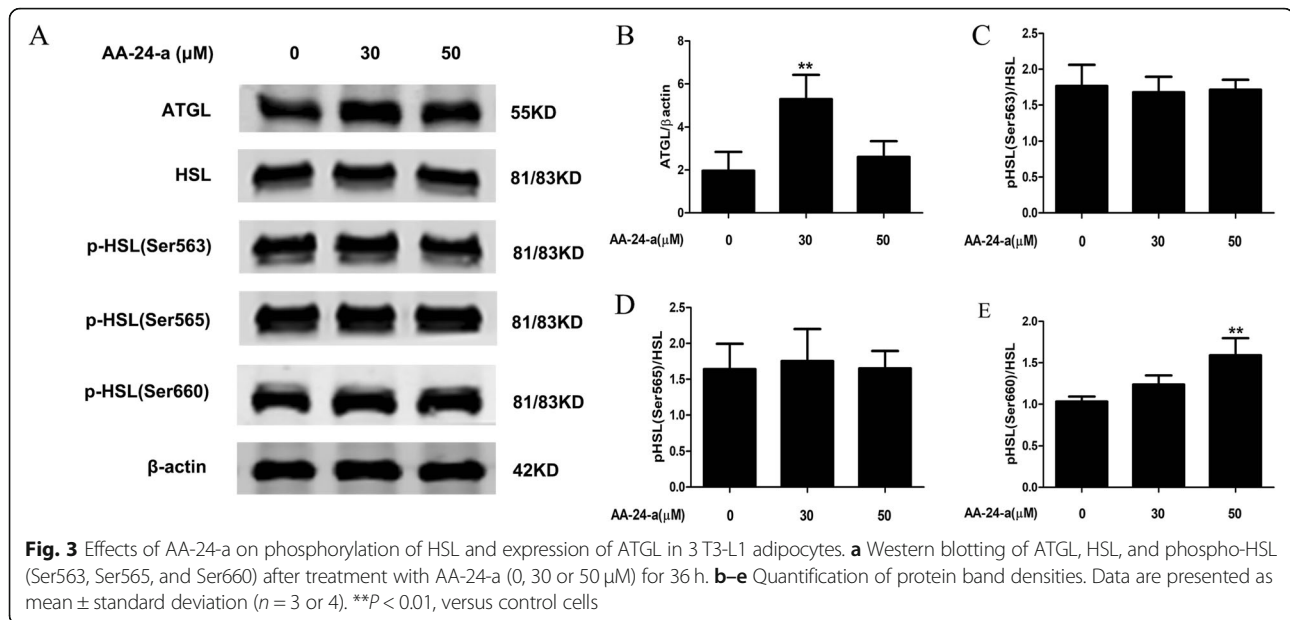 A
AA-24-a (µM) 0 30 50
ATGL 55KD
HSL 81/83KD
p-HSL(Ser563) 81/83KD
p-HSL(Ser565) 81/83KD
p-HSL(Ser660) 81/83KD
β-actin 42KD
B
ATGL/β actin
8
6
4
2
0
**
AA-24-a(µM) 0 30 50
C
pHSL(Ser563)/HSL
2.5
2.0
1.5
1.0
0.5
0.0
AA-24-a(µM) 0 30 50
D
pHSL(Ser565)/HSL
2.5
2.0
1.5
1.0
0.5
0.0
AA-24-a(µM) 0 30 50
E
pHSL(Ser660)/HSL
2.0
1.5
1.0
0.5
0.0
**
AA-24-a(µM) 0 30 50
Fig. 3 Effects of AA-24-a on phosphorylation of HSL and expression of ATGL in 3 T3-L1 adipocytes. a Western blotting of ATGL, HSL, and phospho-HSL
(Ser563, Ser565, and Ser660) after treatment with AA-24-a (0, 30 or 50 µM) for 36 h. b–e Quantification of protein band densities. Data are presented as
mean ± standard deviation (n = 3 or 4). **P < 0.01, versus control cells